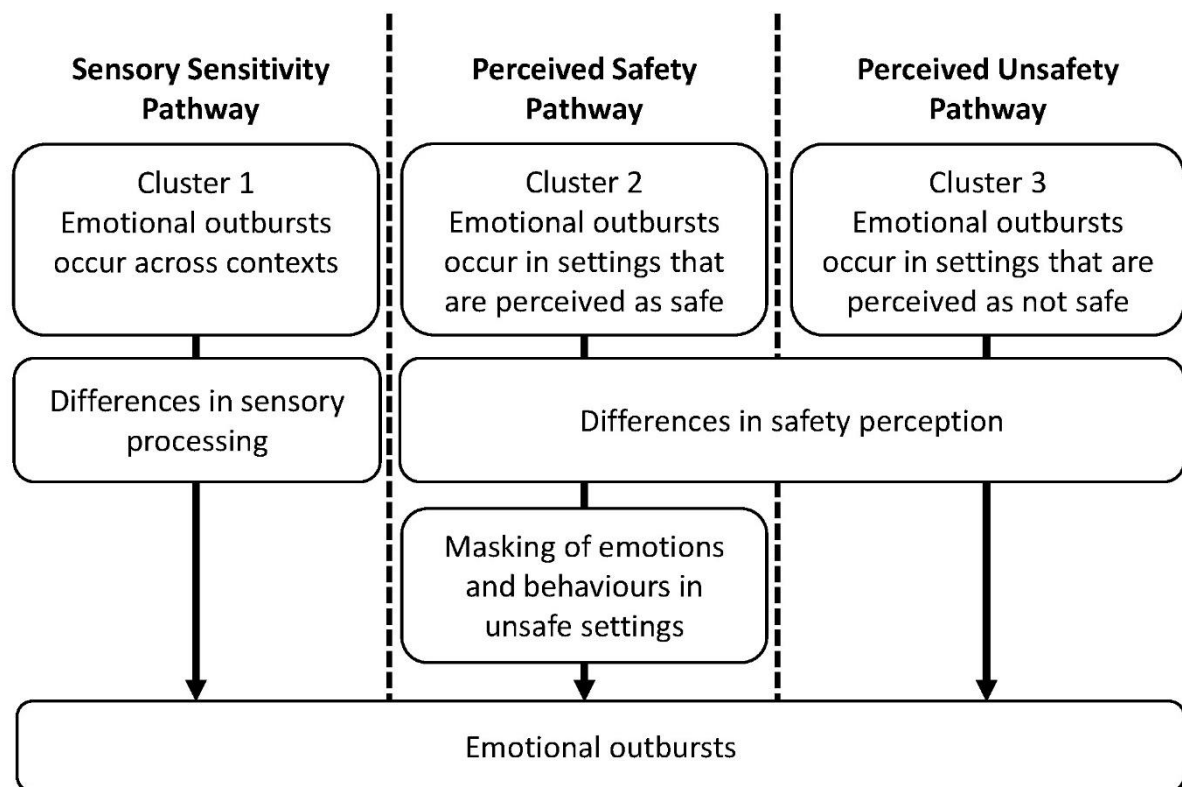 Sensory Sensitivity
Pathway
Perceived Safety
Pathway
Perceived Unsafety
Pathway
Cluster 1
Emotional outbursts
occur across contexts
Cluster 2
Emotional outbursts
occur in settings that
are perceived as safe
Cluster 3
Emotional outbursts
occur in settings that are
perceived as not safe
Differences in sensory
processing
Differences in safety perception
Masking of emotions
and behaviours in
unsafe settings
Emotional outbursts